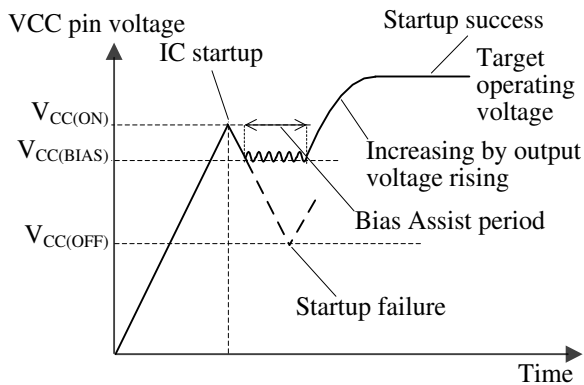 VCC pin voltage
Startup success
IC startup
Target
operating
voltage
VCC(ON)
VCC(BIAS)
Increasing by output
voltage rising
Bias Assist period
VCC(OFF)
Startup failure
Time